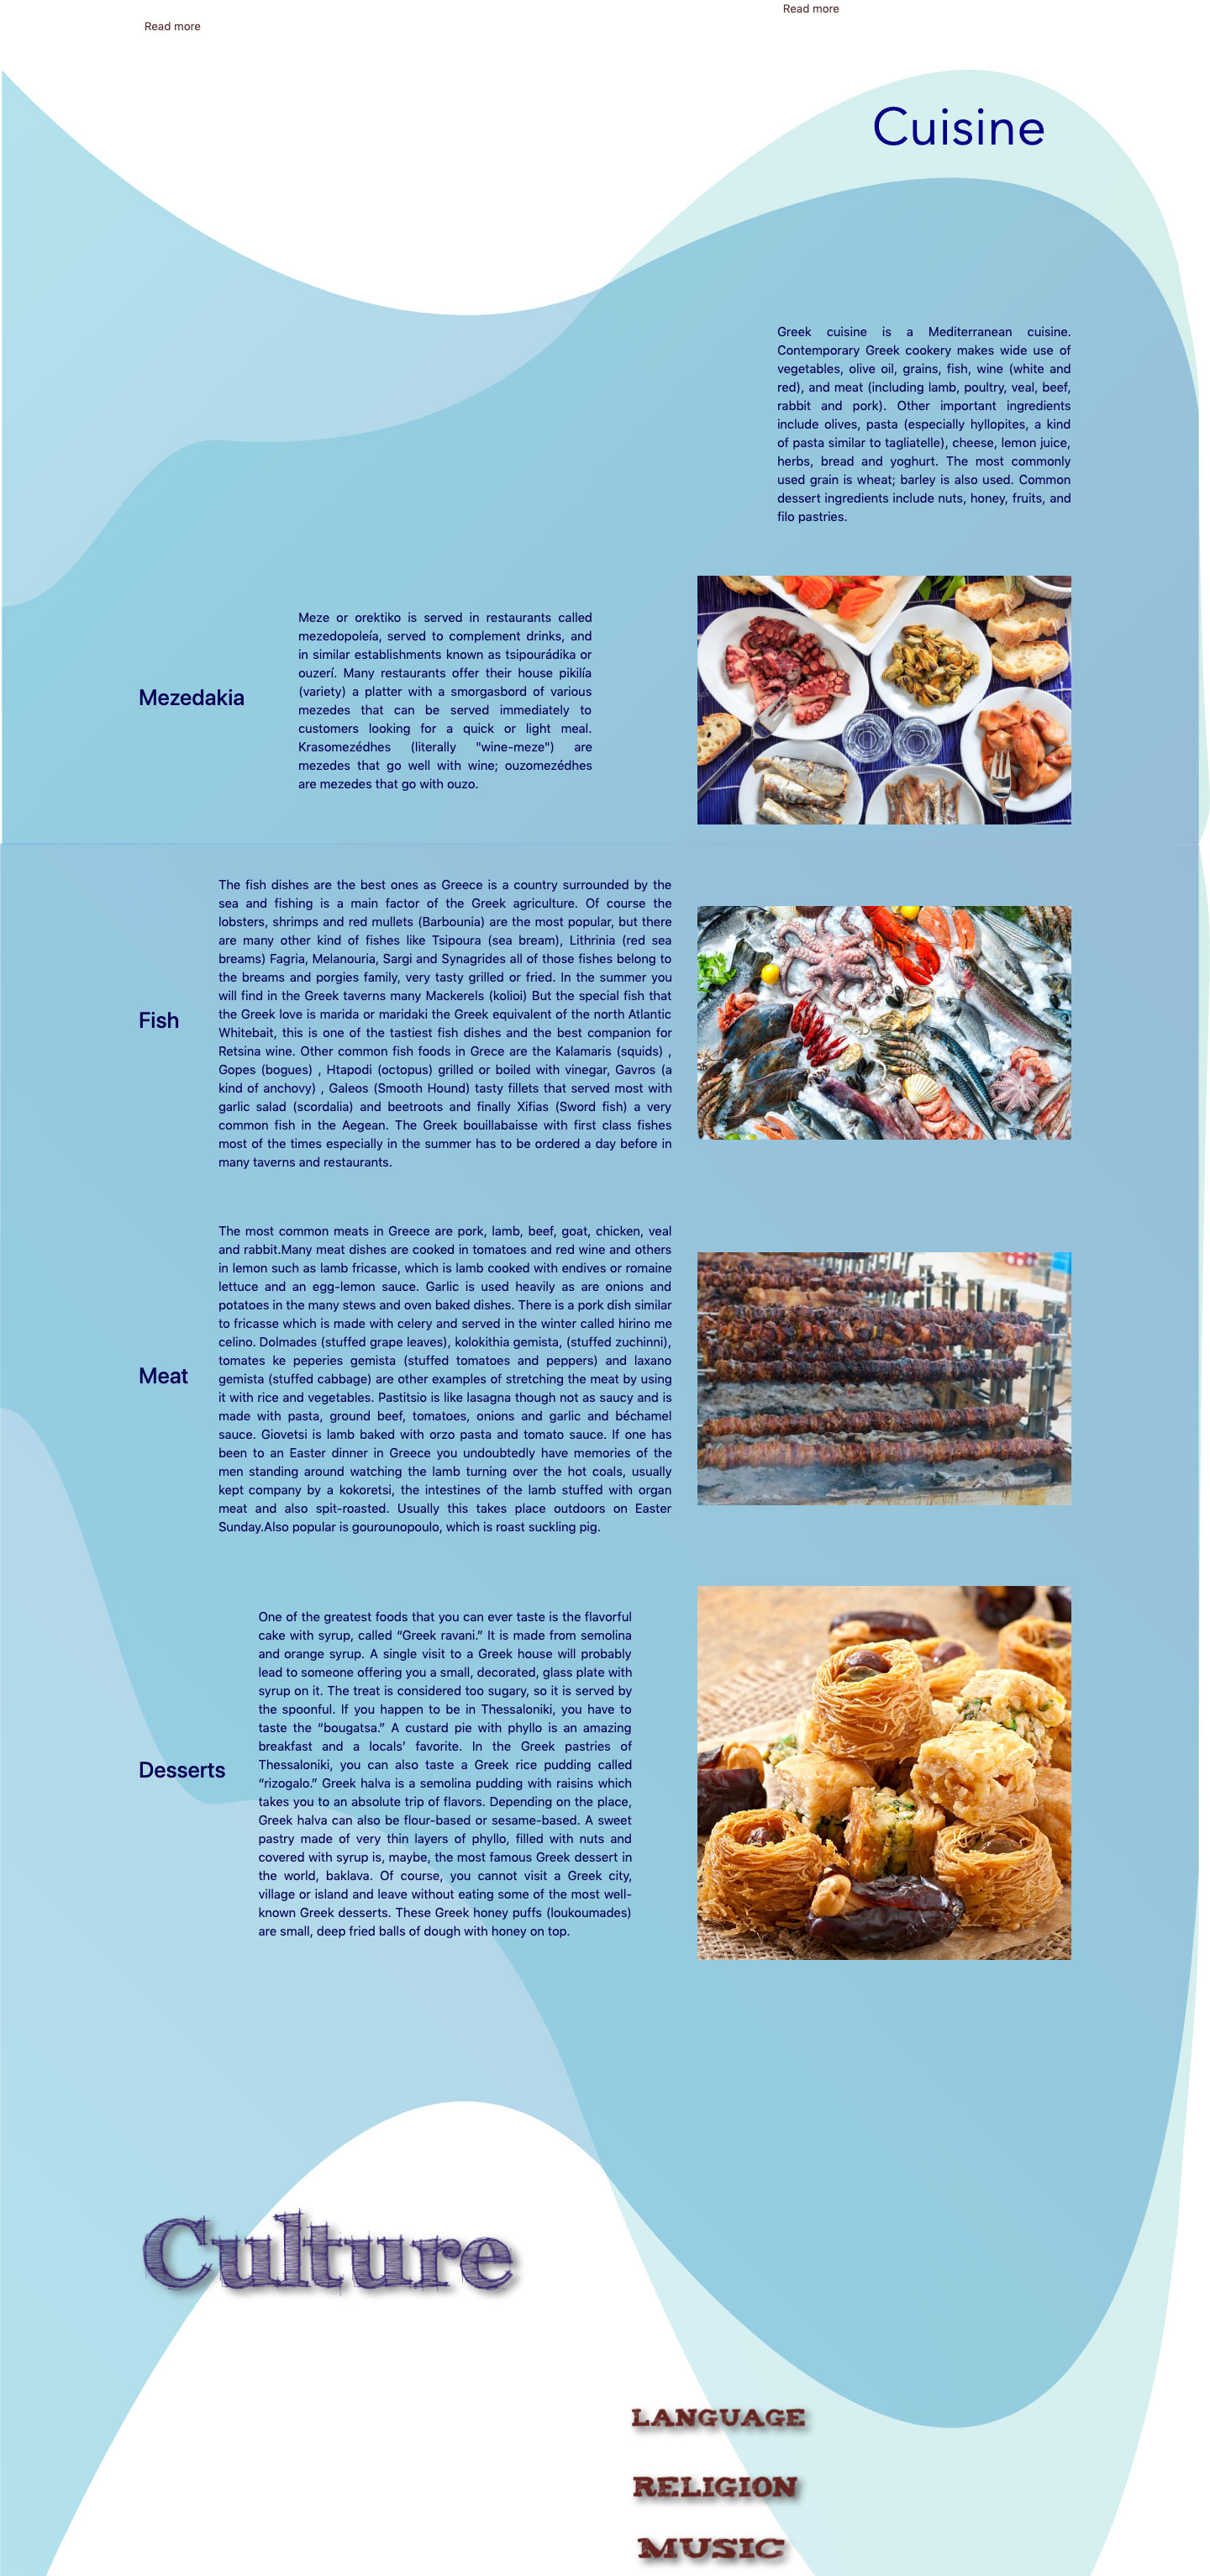 Read more
Read more
Cuisine
Greek cuisine is a Mediterranean cuisine.
Contemporary Greek cookery makes wide use of
vegetables, olive oil, grains, fish, wine (white and
red), and meat (including lamb, poultry, veal, beef,
rabbit and pork). Other important ingredients
include olives, pasta (especially hyllopites, a kind
of pasta similar to tagliatelle), cheese, lemon juice,
herbs, bread and yoghurt. The most commonly
used grain is wheat; barley is also used. Common
dessert ingredients include nuts, honey, fruits, and
filo pastries.
Mezedakia
Meze or orektiko is served in restaurants called
mezedopoleía, served to complement drinks, and
in similar establishments known as tsipourádika or
ouzerí. Many restaurants offer their house pikilía
(variety) a platter with a smorgasbord of various
mezedes that can be served immediately to
customers looking for a quick or light meal.
Krasomezédhes (literally "wine-meze") are
mezedes that go well with wine; ouzomezédhes
are mezedes that go with ouzo.
Fish
The fish dishes are the best ones as Greece is a country surrounded by the
sea and fishing is a main factor of the Greek agriculture. Of course the
lobsters, shrimps and red mullets (Barbounia) are the most popular, but there
are many other kind of fishes like Tsipoura (sea bream), Lithrinia (red sea
breams) Fagria, Melanouria, Sargi and Synagrides all of those fishes belong to
the breams and porgies family, very tasty grilled or fried. In the summer you
will find in the Greek taverns many Mackerels (kolioi) But the special fish that
the Greek love is marida or maridaki the Greek equivalent of the north Atlantic
Whitebait, this is one of the tastiest fish dishes and the best companion for
Retsina wine. Other common fish foods in Grece are the Kalamaris (squids) ,
Gopes (bogues) , Htapodi (octopus) grilled or boiled with vinegar, Gavros (a
kind of anchovy) , Galeos (Smooth Hound) tasty fillets that served most with
garlic salad (scordalia) and beetroots and finally Xifias (Sword fish) a very
common fish in the Aegean. The Greek bouillabaisse with first class fishes
most of the times especially in the summer has to be ordered a day before in
many taverns and restaurants.
Meat
The most common meats in Greece are pork, lamb, beef, goat, chicken, veal
and rabbit.Many meat dishes are cooked in tomatoes and red wine and others
in lemon such as lamb fricasse, which is lamb cooked with endives or romaine
lettuce and an egg-lemon sauce. Garlic is used heavily as are onions and
potatoes in the many stews and oven baked dishes. There is a pork dish similar
to fricasse which is made with celery and served in the winter called hirino me
celino. Dolmades (stuffed grape leaves), kolokithia gemista, (stuffed zuchinni),
tomates ke peperies gemista (stuffed tomatoes and peppers) and laxano
gemista (stuffed cabbage) are other examples of stretching the meat by using
it with rice and vegetables. Pastitsio is like lasagna though not as saucy and is
made with pasta, ground beef, tomatoes, onions and garlic and béchamel
sauce. Giovetsi is lamb baked with orzo pasta and tomato sauce. If one has
been to an Easter dinner in Greece you undoubtedly have memories of the
men standing around watching the lamb turning over the hot coals, usually
kept company by a kokoretsi, the intestines of the lamb stuffed with organ
meat and also spit-roasted. Usually this takes place outdoors on Easter
Sunday.Also popular is gourounopoulo, which is roast suckling pig.
Desserts
One of the greatest foods that you can ever taste is the flavorful
cake with syrup, called “Greek ravani.” It is made from semolina
and orange syrup. A single visit to a Greek house will probably
lead to someone offering you a small, decorated, glass plate with
syrup on it. The treat is considered too sugary, so it is served by
the spoonful. If you happen to be in Thessaloniki, you have to
taste the “bougatsa.” A custard pie with phyllo is an amazing
breakfast and a locals’ favorite. In the Greek pastries of
Thessaloniki, you can also taste a Greek rice pudding called
“rizogalo.” Greek halva is a semolina pudding with raisins which
takes you to an absolute trip of flavors. Depending on the place,
Greek halva can also be flour-based or sesame-based. A sweet
pastry made of very thin layers of phyllo, filled with nuts and
covered with syrup is, maybe, the most famous Greek dessert in
the world, baklava. Of course, you cannot visit a Greek city,
village or island and leave without eating some of the most well-
known Greek desserts. These Greek honey puffs (loukoumades)
are small, deep fried balls of dough with honey on top.
Culture
LANGUAGE
RELIGION
MUSIC